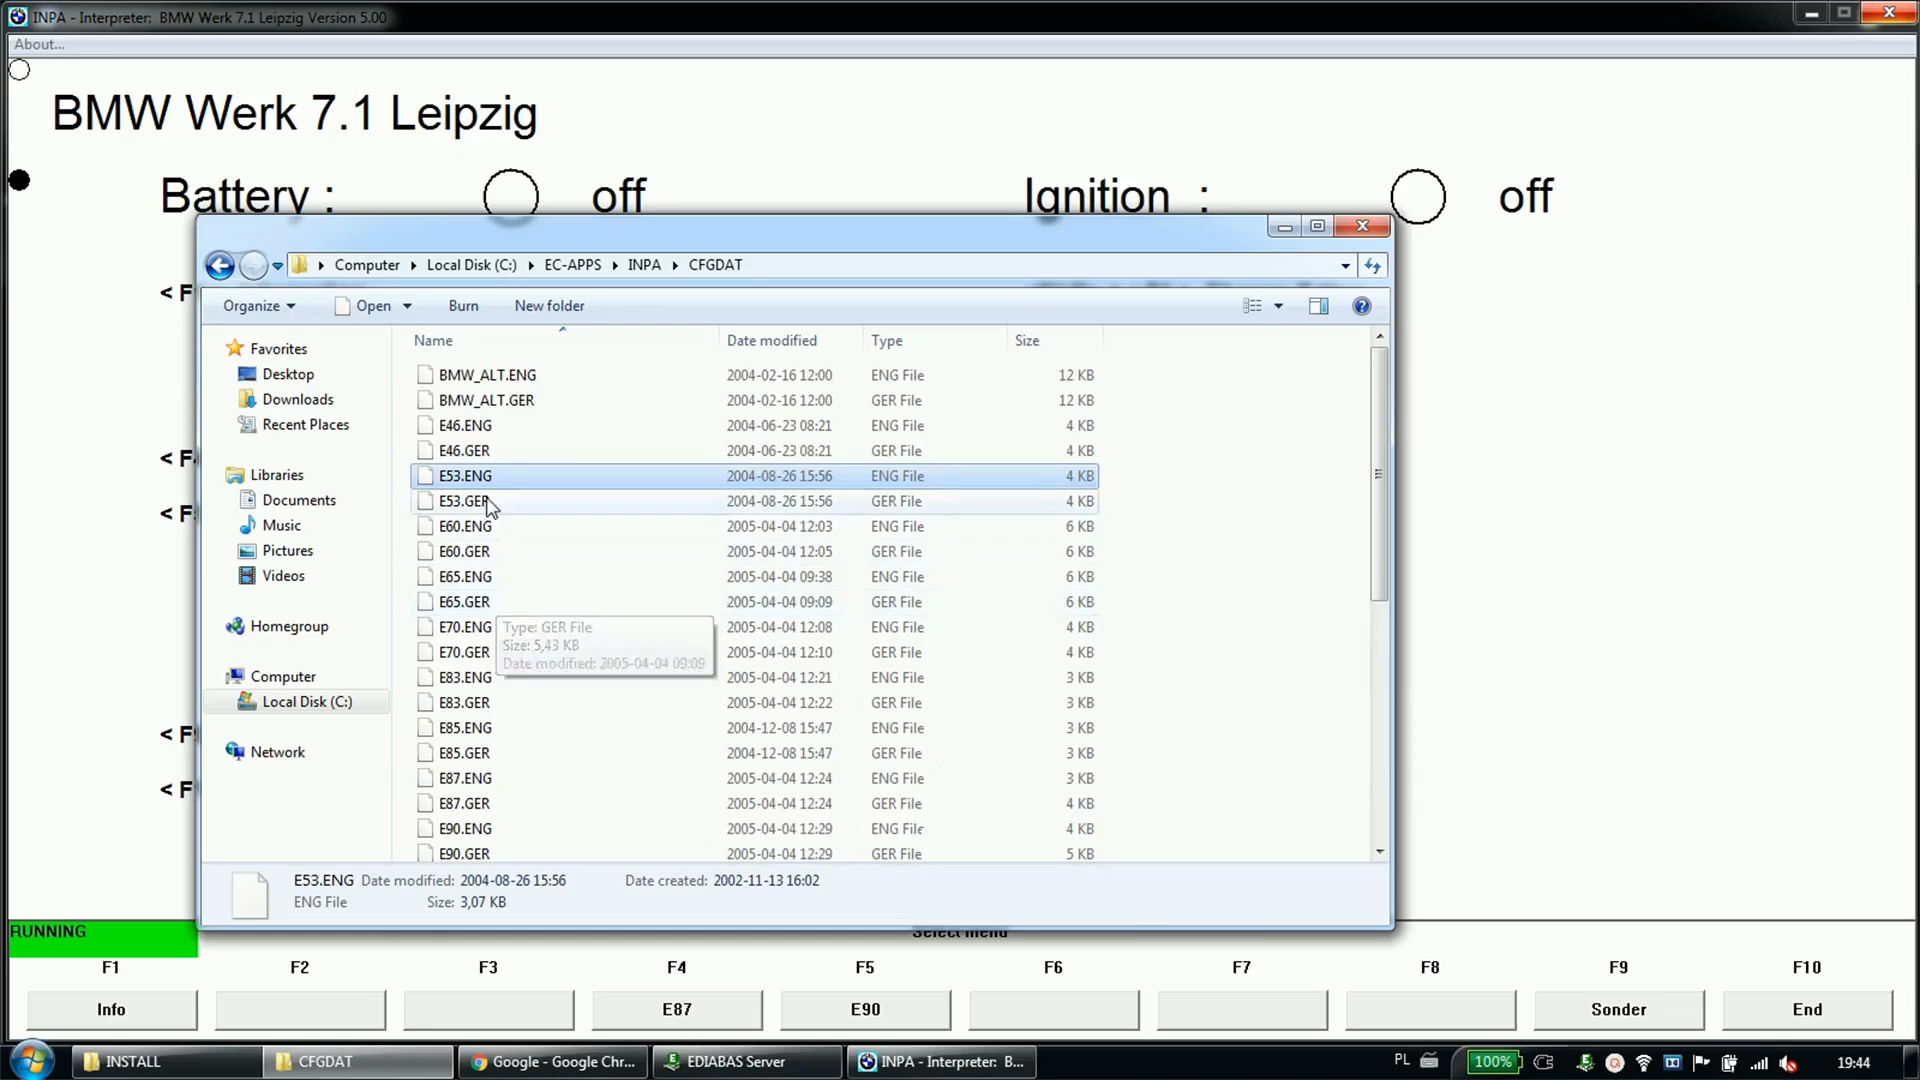 INPA - Interpreter:  BMW Werk 7.1 Leipzig Version 5.00
About...
BMW Werk 7.1 Leipzig
Battery :  off  Ignition :  off
Computer  Local Disk (C:)  EC-APPS  INPA  CFGDAT
< F
Organize  Open  Burn  New folder
Name  Date modified  Type  Size
Favorites
Desktop
Downloads
Recent Places
Libraries
Documents
Music
Pictures
Videos
Homegroup
Computer
Local Disk (C:)
Network
BMW_ALT.ENG  2004-02-16 12:00  ENG File  12 KB
BMW_ALT.GER  2004-02-16 12:00  GER File  12 KB
E46.ENG  2004-06-23 08:21  ENG File  4 KB
E46.GER  2004-06-23 08:21  GER File  4 KB
E53.ENG  2004-08-26 15:56  ENG File  4 KB
E53.GER  2004-08-26 15:56  GER File  4 KB
E60.ENG  2005-04-04 12:03  ENG File  6 KB
E60.GER  2005-04-04 12:05  GER File  6 KB
E65.ENG  2005-04-04 09:38  ENG File  6 KB
E65.GER  2005-04-04 09:09  GER File  6 KB
E70.ENG  2005-04-04 12:08  ENG File  4 KB
E70.GER  2005-04-04 12:10  GER File  4 KB
E83.ENG  2005-04-04 12:21  ENG File  3 KB
E83.GER  2005-04-04 12:22  GER File  3 KB
E85.ENG  2004-12-08 15:47  ENG File  3 KB
E85.GER  2004-12-08 15:47  GER File  3 KB
E87.ENG  2005-04-04 12:24  ENG File  3 KB
E87.GER  2005-04-04 12:24  GER File  4 KB
E90.ENG  2005-04-04 12:29  ENG File  4 KB
E90.GER  2005-04-04 12:29  GER File  5 KB
Type: GER File
Size: 5,43 KB
Date modified: 2005-04-04 09:09
< F
< F
< F
< F
E53.ENG  Date modified: 2004-08-26 15:56  Date created: 2002-11-13 16:02
ENG File  Size: 3,07 KB
RUNNING  Select menu
F1  F2  F3  F4  F5  F6  F7  F8  F9  F10
Info  E87  E90  Sonder  End
INSTALL  CFGDAT  Google - Google Chr...  EDIABAS Server  INPA - Interpreter:  B...  PL  100%  19:44